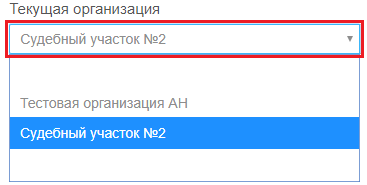 Текущая организация
Судебный участок №2
Тестовая организация АН
Судебный участок №2